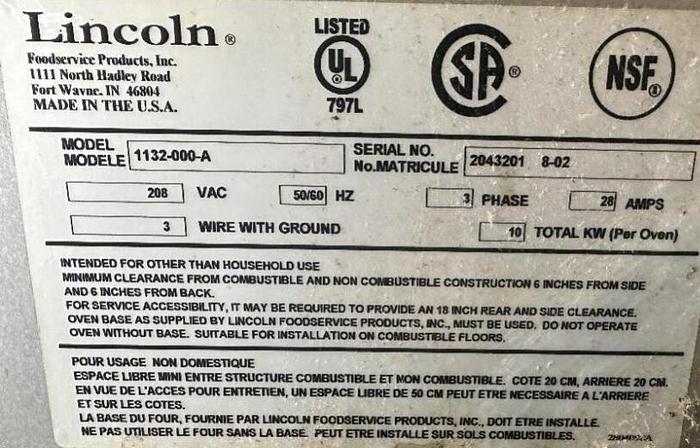 Lincoln ®
Foodservice Products, Inc.
1111 North Hadley Road
Fort Wayne, IN 46804
MADE IN THE U.S.A.
LISTED
UL ®
797L
SA ®
NSF ®
MODEL
MODELE 1132-000-A
SERIAL NO.
No.MATRICULE 2043201 8-02
208 VAC 50/60 HZ 3 PHASE 28 AMPS
3 WIRE WITH GROUND 10 TOTAL KW (Per Oven)
INTENDED FOR OTHER THAN HOUSEHOLD USE
MINIMUM CLEARANCE FROM COMBUSTIBLE AND NON COMBUSTIBLE CONSTRUCTION 6 INCHES FROM SIDE
AND 6 INCHES FROM BACK.
FOR SERVICE ACCESSIBILITY, IT MAY BE REQUIRED TO PROVIDE AN 18 INCH REAR AND SIDE CLEARANCE.
OVEN BASE AS SUPPLIED BY LINCOLN FOODSERVICE PRODUCTS, INC., MUST BE USED. DO NOT OPERATE
OVEN WITHOUT BASE. SUITABLE FOR INSTALLATION ON COMBUSTIBLE FLOORS.
POUR USAGE NON DOMESTIQUE
ESPACE LIBRE MINI ENTRE STRUCTURE COMBUSTIBLE ET MON COMBUSTIBLE. COTE 20 CM, ARRIERE 20 CM.
EN VUE DE L'ACCES POUR ENTRETIEN, UN ESPACE LIBRE DE 50 CM PEUT ETRE NECESSAIRE A L'ARRIERE
ET SUR LES COTES.
LA BASE DU FOUR, FOURNIE PAR LINCOLN FOODSERVICE PRODUCTS, INC., DOIT ETRE INSTALLE.
NE PAS UTILISER LE FOUR SANS LA BASE. PEUT ETRE INSTALLE SUR SOLS COMBUSTIBLES.